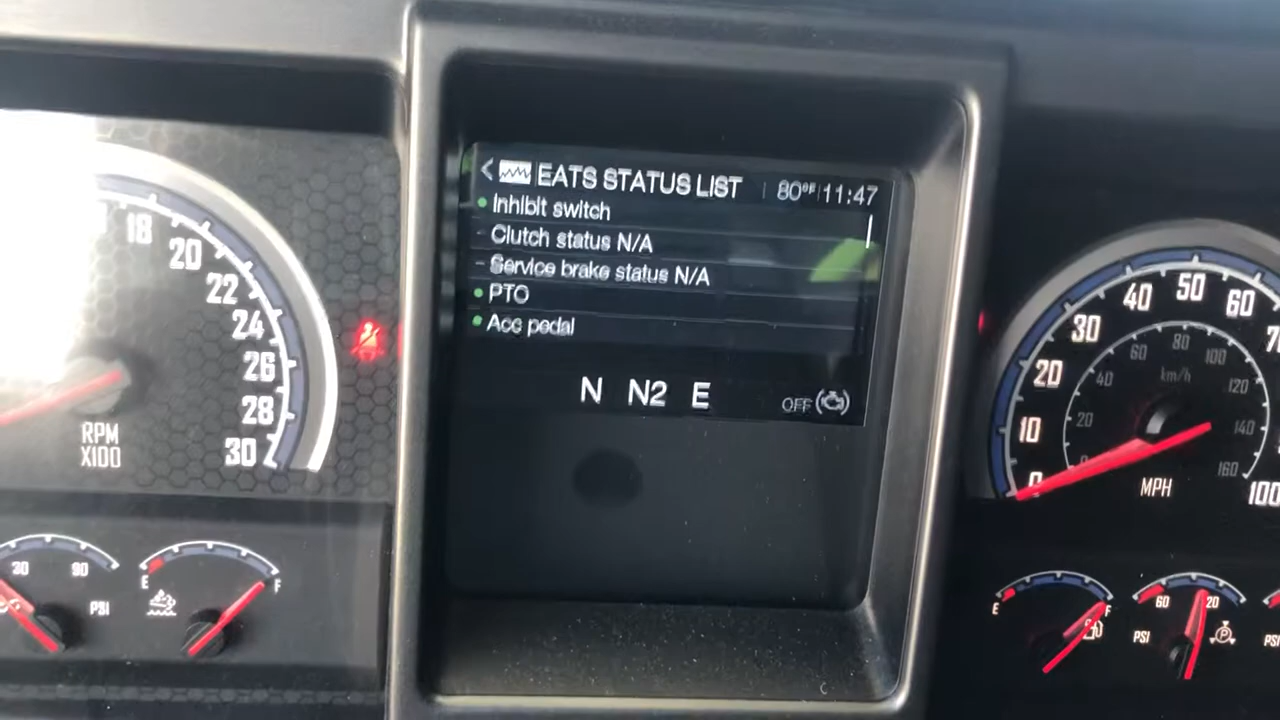 EATS STATUS LIST 80°F 11:47
Inhibit switch
Clutch status N/A
Service brake status N/A
PTO
Acc pedal
N N2 E
OFF
18
20
22
24
26
28
30
RPM
X100
30 90
PSI
E F
0 10 20 30 40 50 60 100
20 40 60 80 100 120 140 160
km/h
MPH
E F
60 120
PSI
PSI